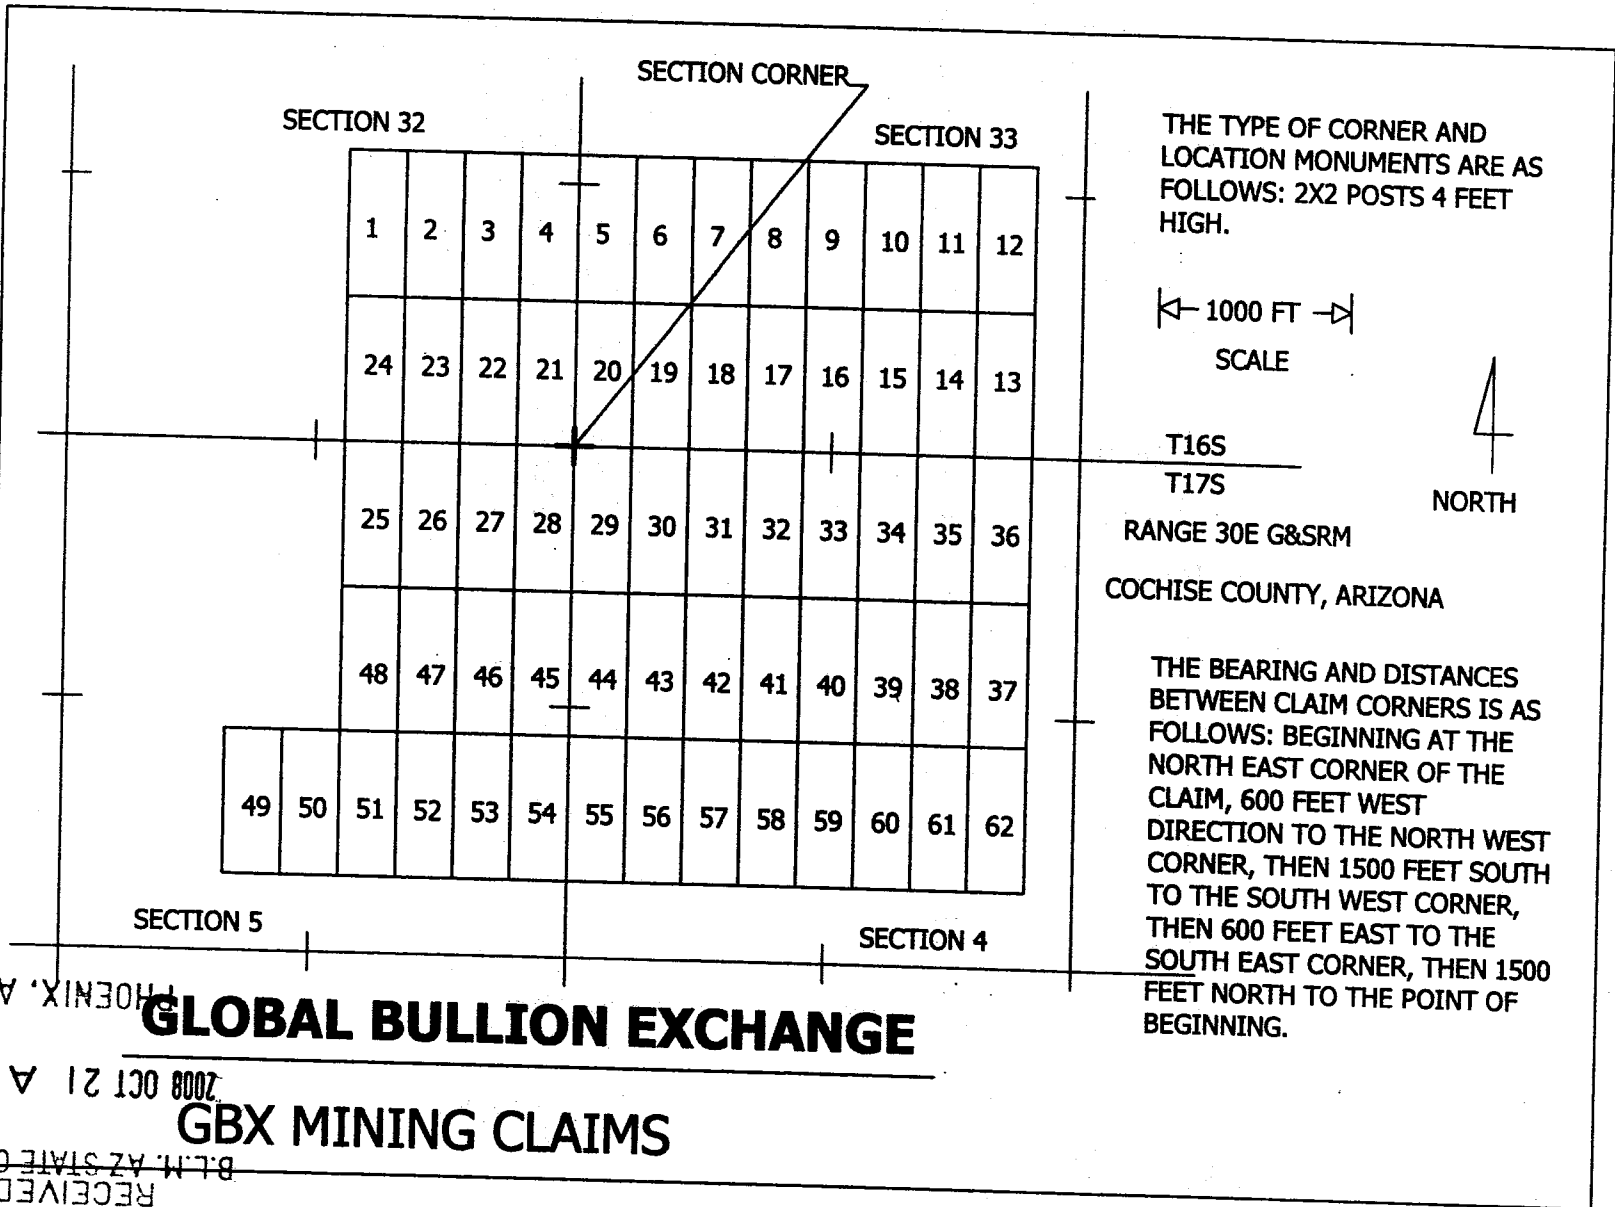 SECTION CORNER
SECTION 32
SECTION 33
1 2 3 4 5 6 7 8 9 10 11 12
24 23 22 21 20 19 18 17 16 15 14 13
25 26 27 28 29 30 31 32 33 34 35 36
48 47 46 45 44 43 42 41 40 39 38 37
49 50 51 52 53 54 55 56 57 58 59 60 61 62
SECTION 5
SECTION 4
THE TYPE OF CORNER AND
LOCATION MONUMENTS ARE AS
FOLLOWS: 2X2 POSTS 4 FEET
HIGH.
1000 FT
SCALE
T16S
T17S
NORTH
RANGE 30E G&SRM
COCHISE COUNTY, ARIZONA
THE BEARING AND DISTANCES
BETWEEN CLAIM CORNERS IS AS
FOLLOWS: BEGINNING AT THE
NORTH EAST CORNER OF THE
CLAIM, 600 FEET WEST
DIRECTION TO THE NORTH WEST
CORNER, THEN 1500 FEET SOUTH
TO THE SOUTH WEST CORNER,
THEN 600 FEET EAST TO THE
SOUTH EAST CORNER, THEN 1500
FEET NORTH TO THE POINT OF
BEGINNING.
GLOBAL BULLION EXCHANGE
GBX MINING CLAIMS
RECEIVED
B.L.M. AZ STATE
2008 OCT 21 A
PHOENIX, A